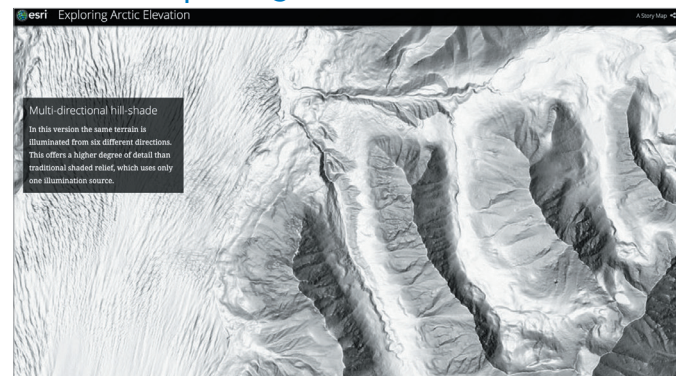 esri Exploring Arctic Elevation
A Story Map
Multi-directional hill-shade
In this version the same terrain is
illuminated from six different directions.
This offers a higher degree of detail than
traditional shaded relief, which uses only
one illumination source.